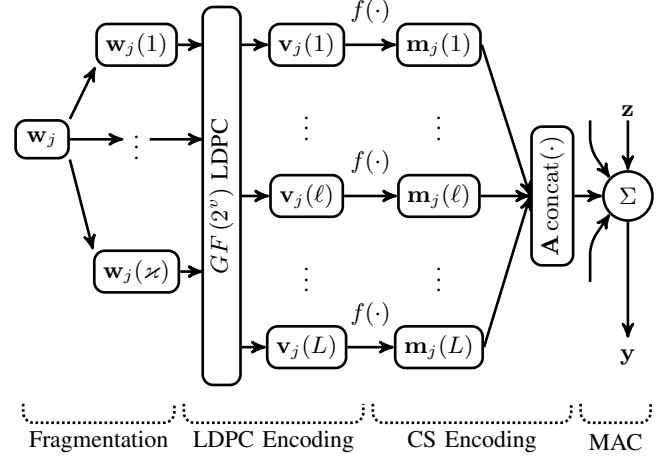 f(·)
w_j(1)
v_j(1)
m_j(1)
w_j
⋮
GF(2^v) LDPC
⋮
f(·)
⋮
v_j(ℓ)
m_j(ℓ)
A concat(·)
z
Σ
w_j(ϰ)
⋮
f(·)
⋮
v_j(L)
m_j(L)
y
Fragmentation
LDPC Encoding
CS Encoding
MAC